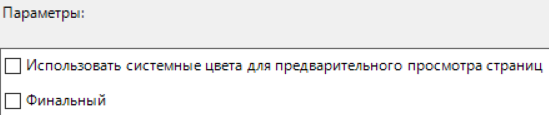 Параметры:
Использовать системные цвета для предварительного просмотра страниц
Финальный